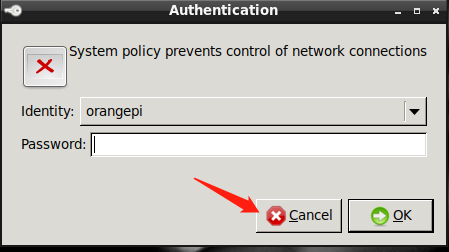 Authentication
System policy prevents control of network connections
Identity: orangepi
Password:
Cancel OK